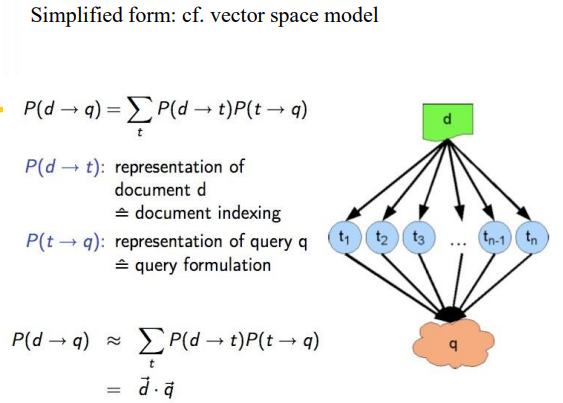 Simplified form: cf. vector space model
P(d → q) = ∑ P(d → t)P(t → q)
t
P(d → t): representation of
document d
≙ document indexing
P(t → q): representation of query q
≙ query formulation
P(d → q) ≈ ∑ P(d → t)P(t → q)
t
= d⃗ · q⃗
d
t₁ t₂ t₃ ... tₙ₋₁ tₙ
q